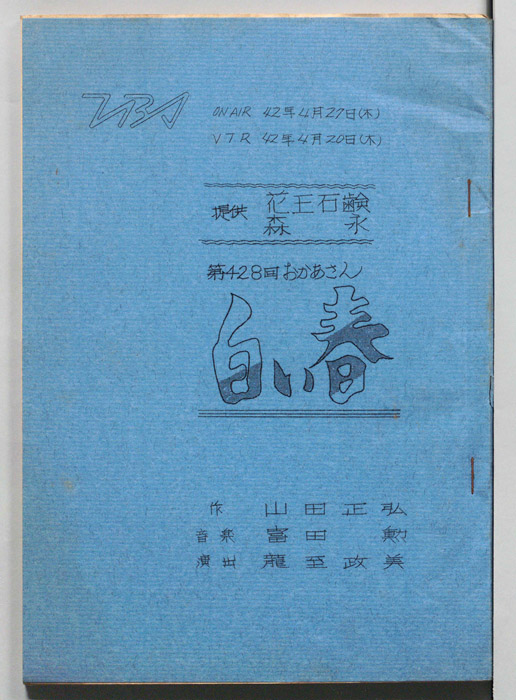 TBS
ON AIR 42年4月27日(木)
VTR 42年4月20日(木)
提供 花王石鹸
森永
第428回おかあさん
白い春
作 山田正弘
音楽 富田勲
演出 龍至政美